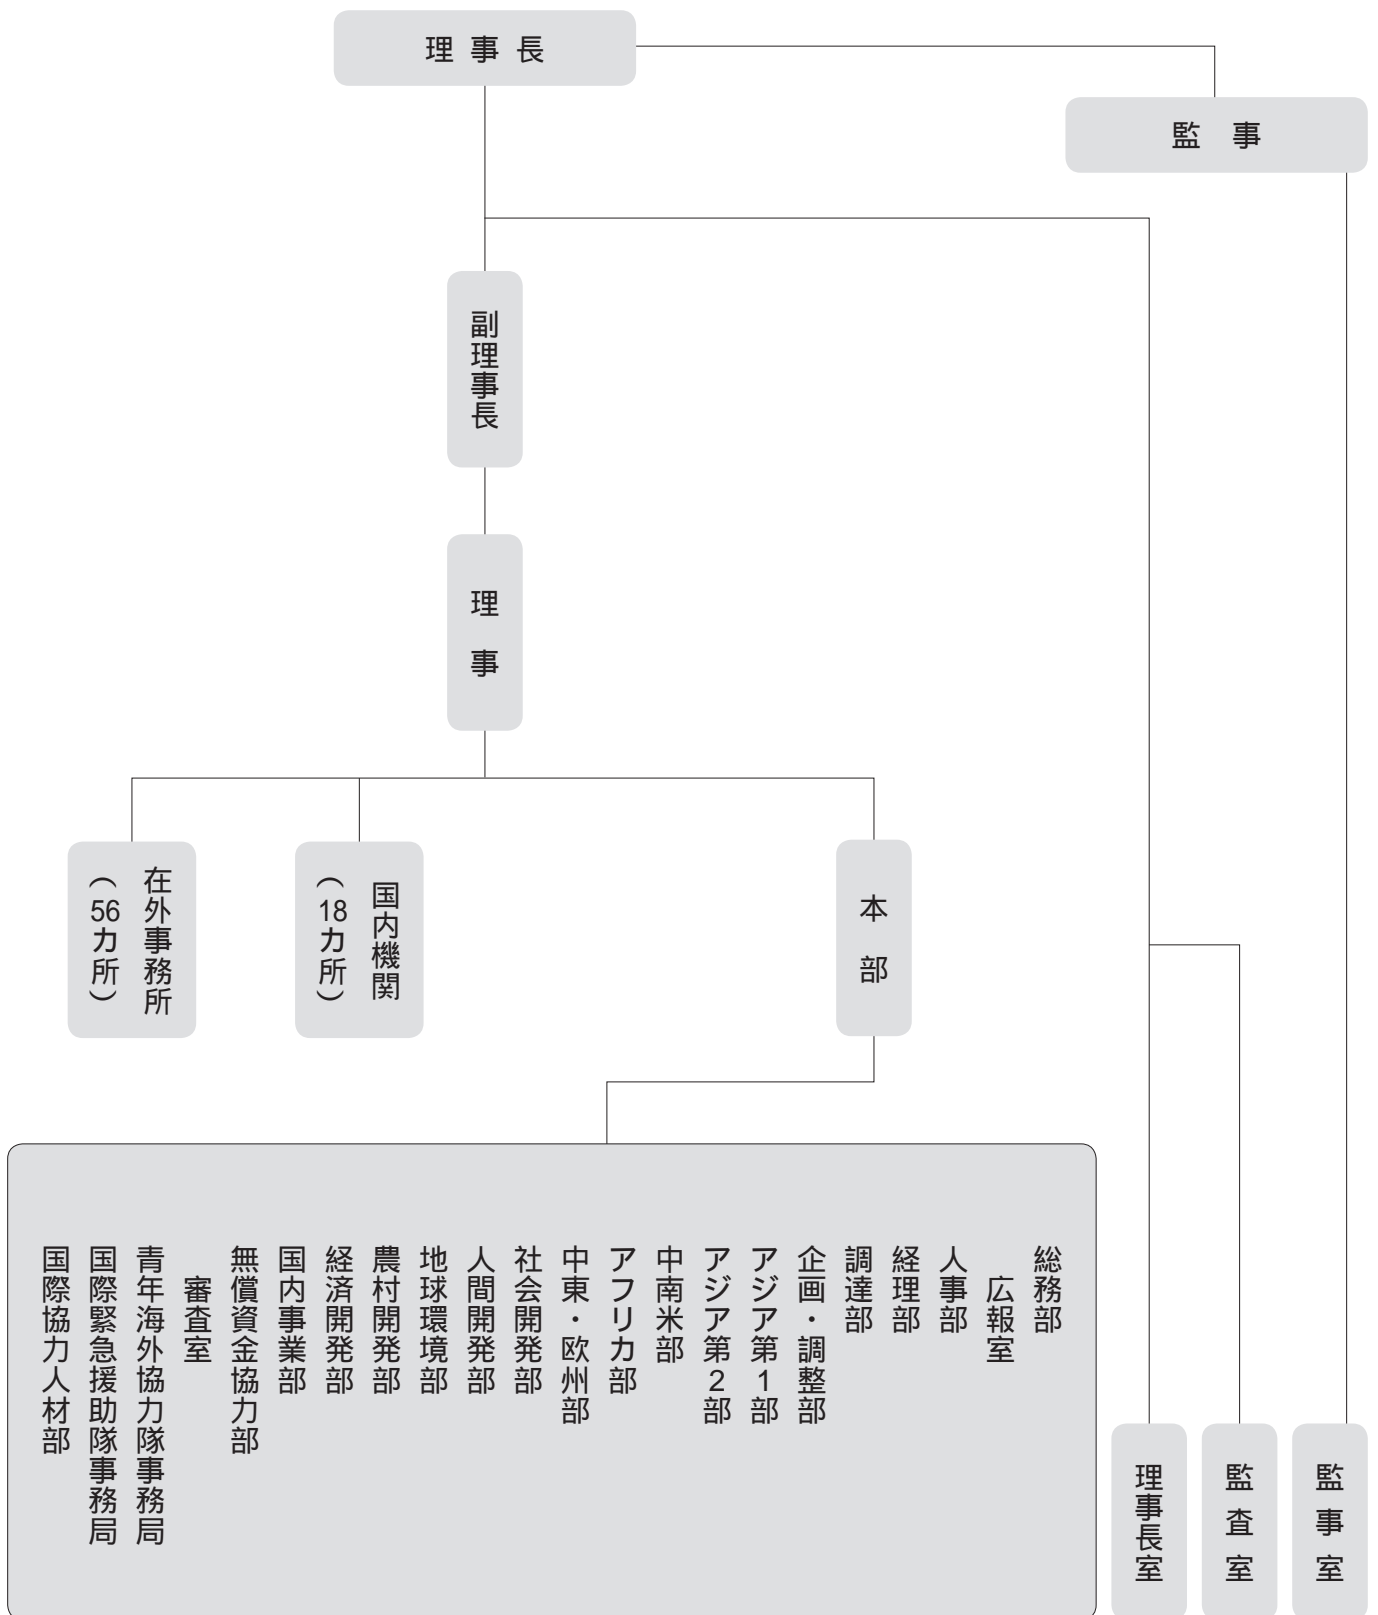 理事長
監事
副理事長
理事
在外事務所
（56カ所）
国内機関
（18カ所）
本部
総務部
広報室
人事部
経理部
調達部
企画・調整部
アジア第1部
アジア第2部
中南米部
アフリカ部
中東・欧州部
社会開発部
人間開発部
地球環境部
農村開発部
経済開発部
国内事業部
無償資金協力部
審査室
青年海外協力隊事務局
国際緊急援助隊事務局
国際協力人材部
理事長室
監査室
監事室